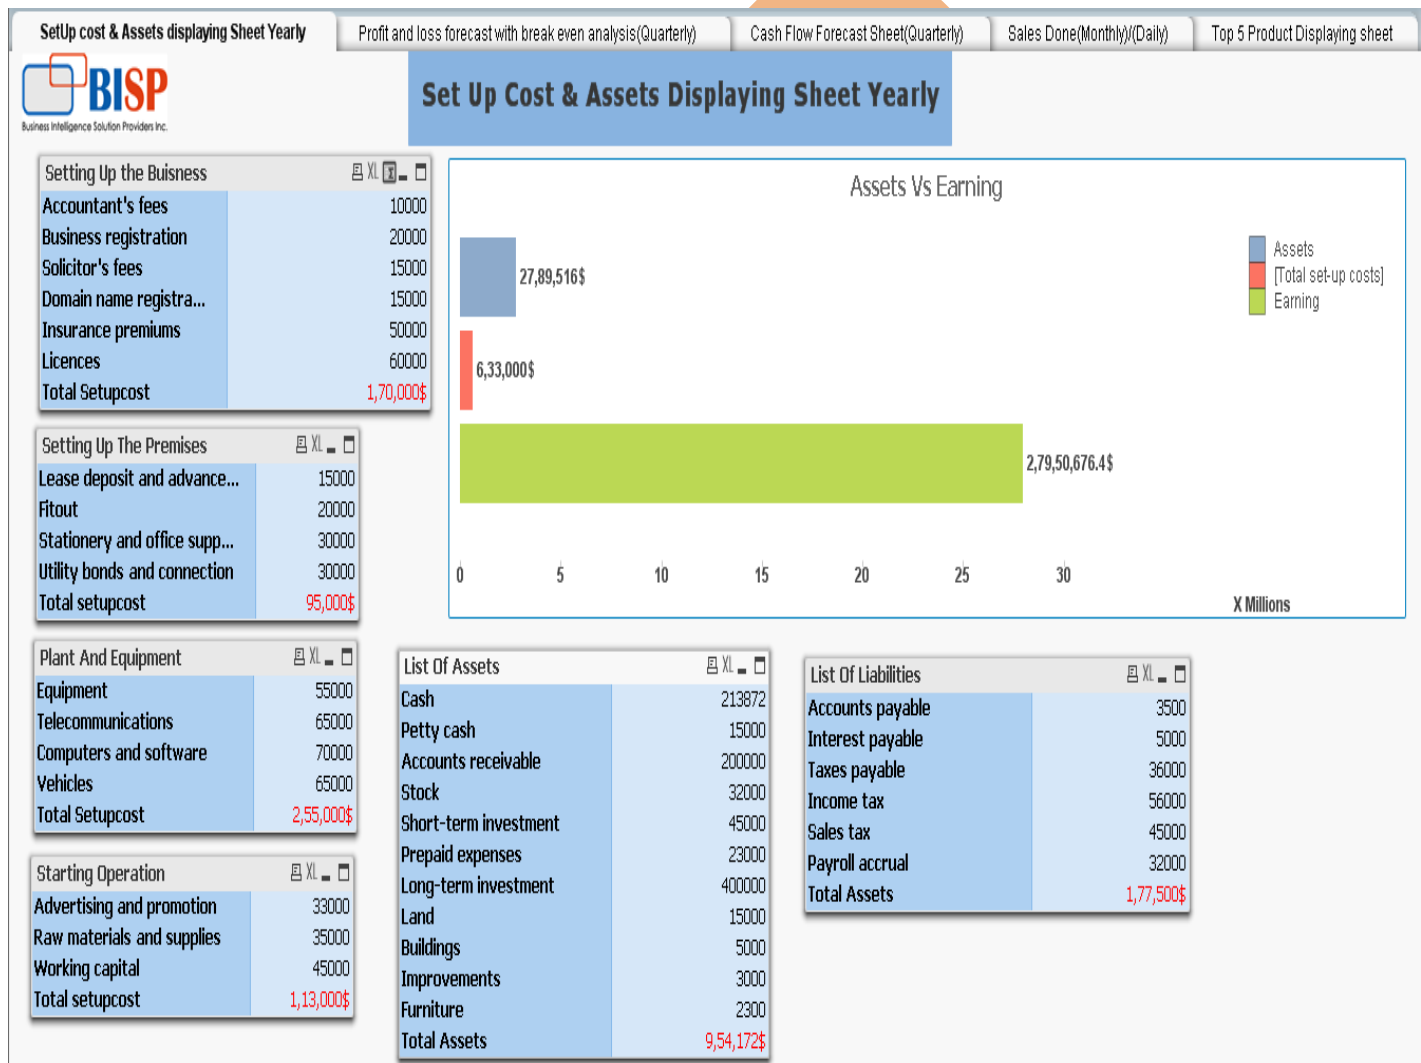 SetUp cost & Assets displaying Sheet Yearly
Profit and loss forecast with break even analysis(Quarterly)
Cash Flow Forecast Sheet(Quarterly)
Sales Done(Monthly)/(Daily)
Top 5 Product Displaying sheet
BISP
Business Intelligence Solution Providers Inc.
Set Up Cost & Assets Displaying Sheet Yearly
Setting Up the Buisness XL
Accountant's fees 10000
Business registration 20000
Solicitor's fees 15000
Domain name registra... 15000
Insurance premiums 50000
Licences 60000
Total Setupcost 1,70,000$
Assets Vs Earning
27,89,516$
6,33,000$
2,79,50,676.4$
Assets
[Total set-up costs]
Earning
0 5 10 15 20 25 30
X Millions
Setting Up The Premises XL
Lease deposit and advance... 15000
Fitout 20000
Stationery and office supp... 30000
Utility bonds and connection 30000
Total setupcost 95,000$
Plant And Equipment XL
Equipment 55000
Telecommunications 65000
Computers and software 70000
Vehicles 65000
Total Setupcost 2,55,000$
Starting Operation XL
Advertising and promotion 33000
Raw materials and supplies 35000
Working capital 45000
Total setupcost 1,13,000$
List Of Assets XL
Cash 213872
Petty cash 15000
Accounts receivable 200000
Stock 32000
Short-term investment 45000
Prepaid expenses 23000
Long-term investment 400000
Land 15000
Buildings 5000
Improvements 3000
Furniture 2300
Total Assets 9,54,172$
List Of Liabilities XL
Accounts payable 3500
Interest payable 5000
Taxes payable 36000
Income tax 56000
Sales tax 45000
Payroll accrual 32000
Total Assets 1,77,500$